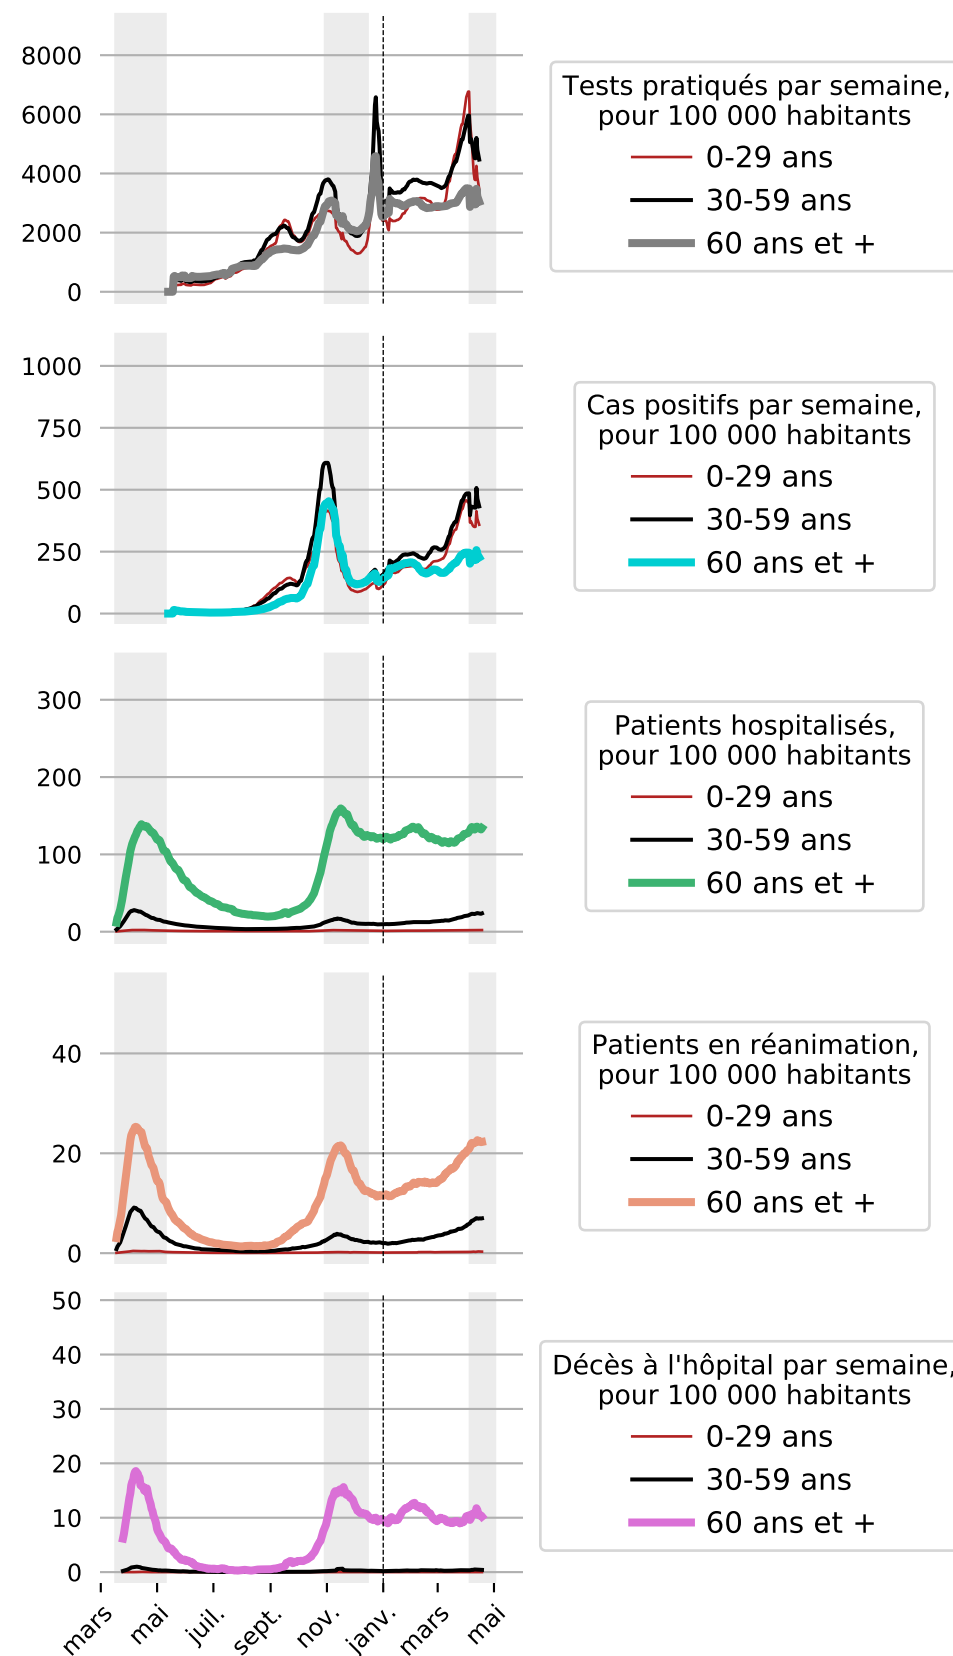 8000
6000
4000
2000
0
Tests pratiqués par semaine,
pour 100 000 habitants
0-29 ans
30-59 ans
60 ans et +
1000
750
500
250
0
Cas positifs par semaine,
pour 100 000 habitants
0-29 ans
30-59 ans
60 ans et +
300
200
100
0
Patients hospitalisés,
pour 100 000 habitants
0-29 ans
30-59 ans
60 ans et +
40
20
0
Patients en réanimation,
pour 100 000 habitants
0-29 ans
30-59 ans
60 ans et +
50
40
30
20
10
0
Décès à l'hôpital par semaine,
pour 100 000 habitants
0-29 ans
30-59 ans
60 ans et +
mars
mai
juil.
sept.
nov.
janv.
mars
mai